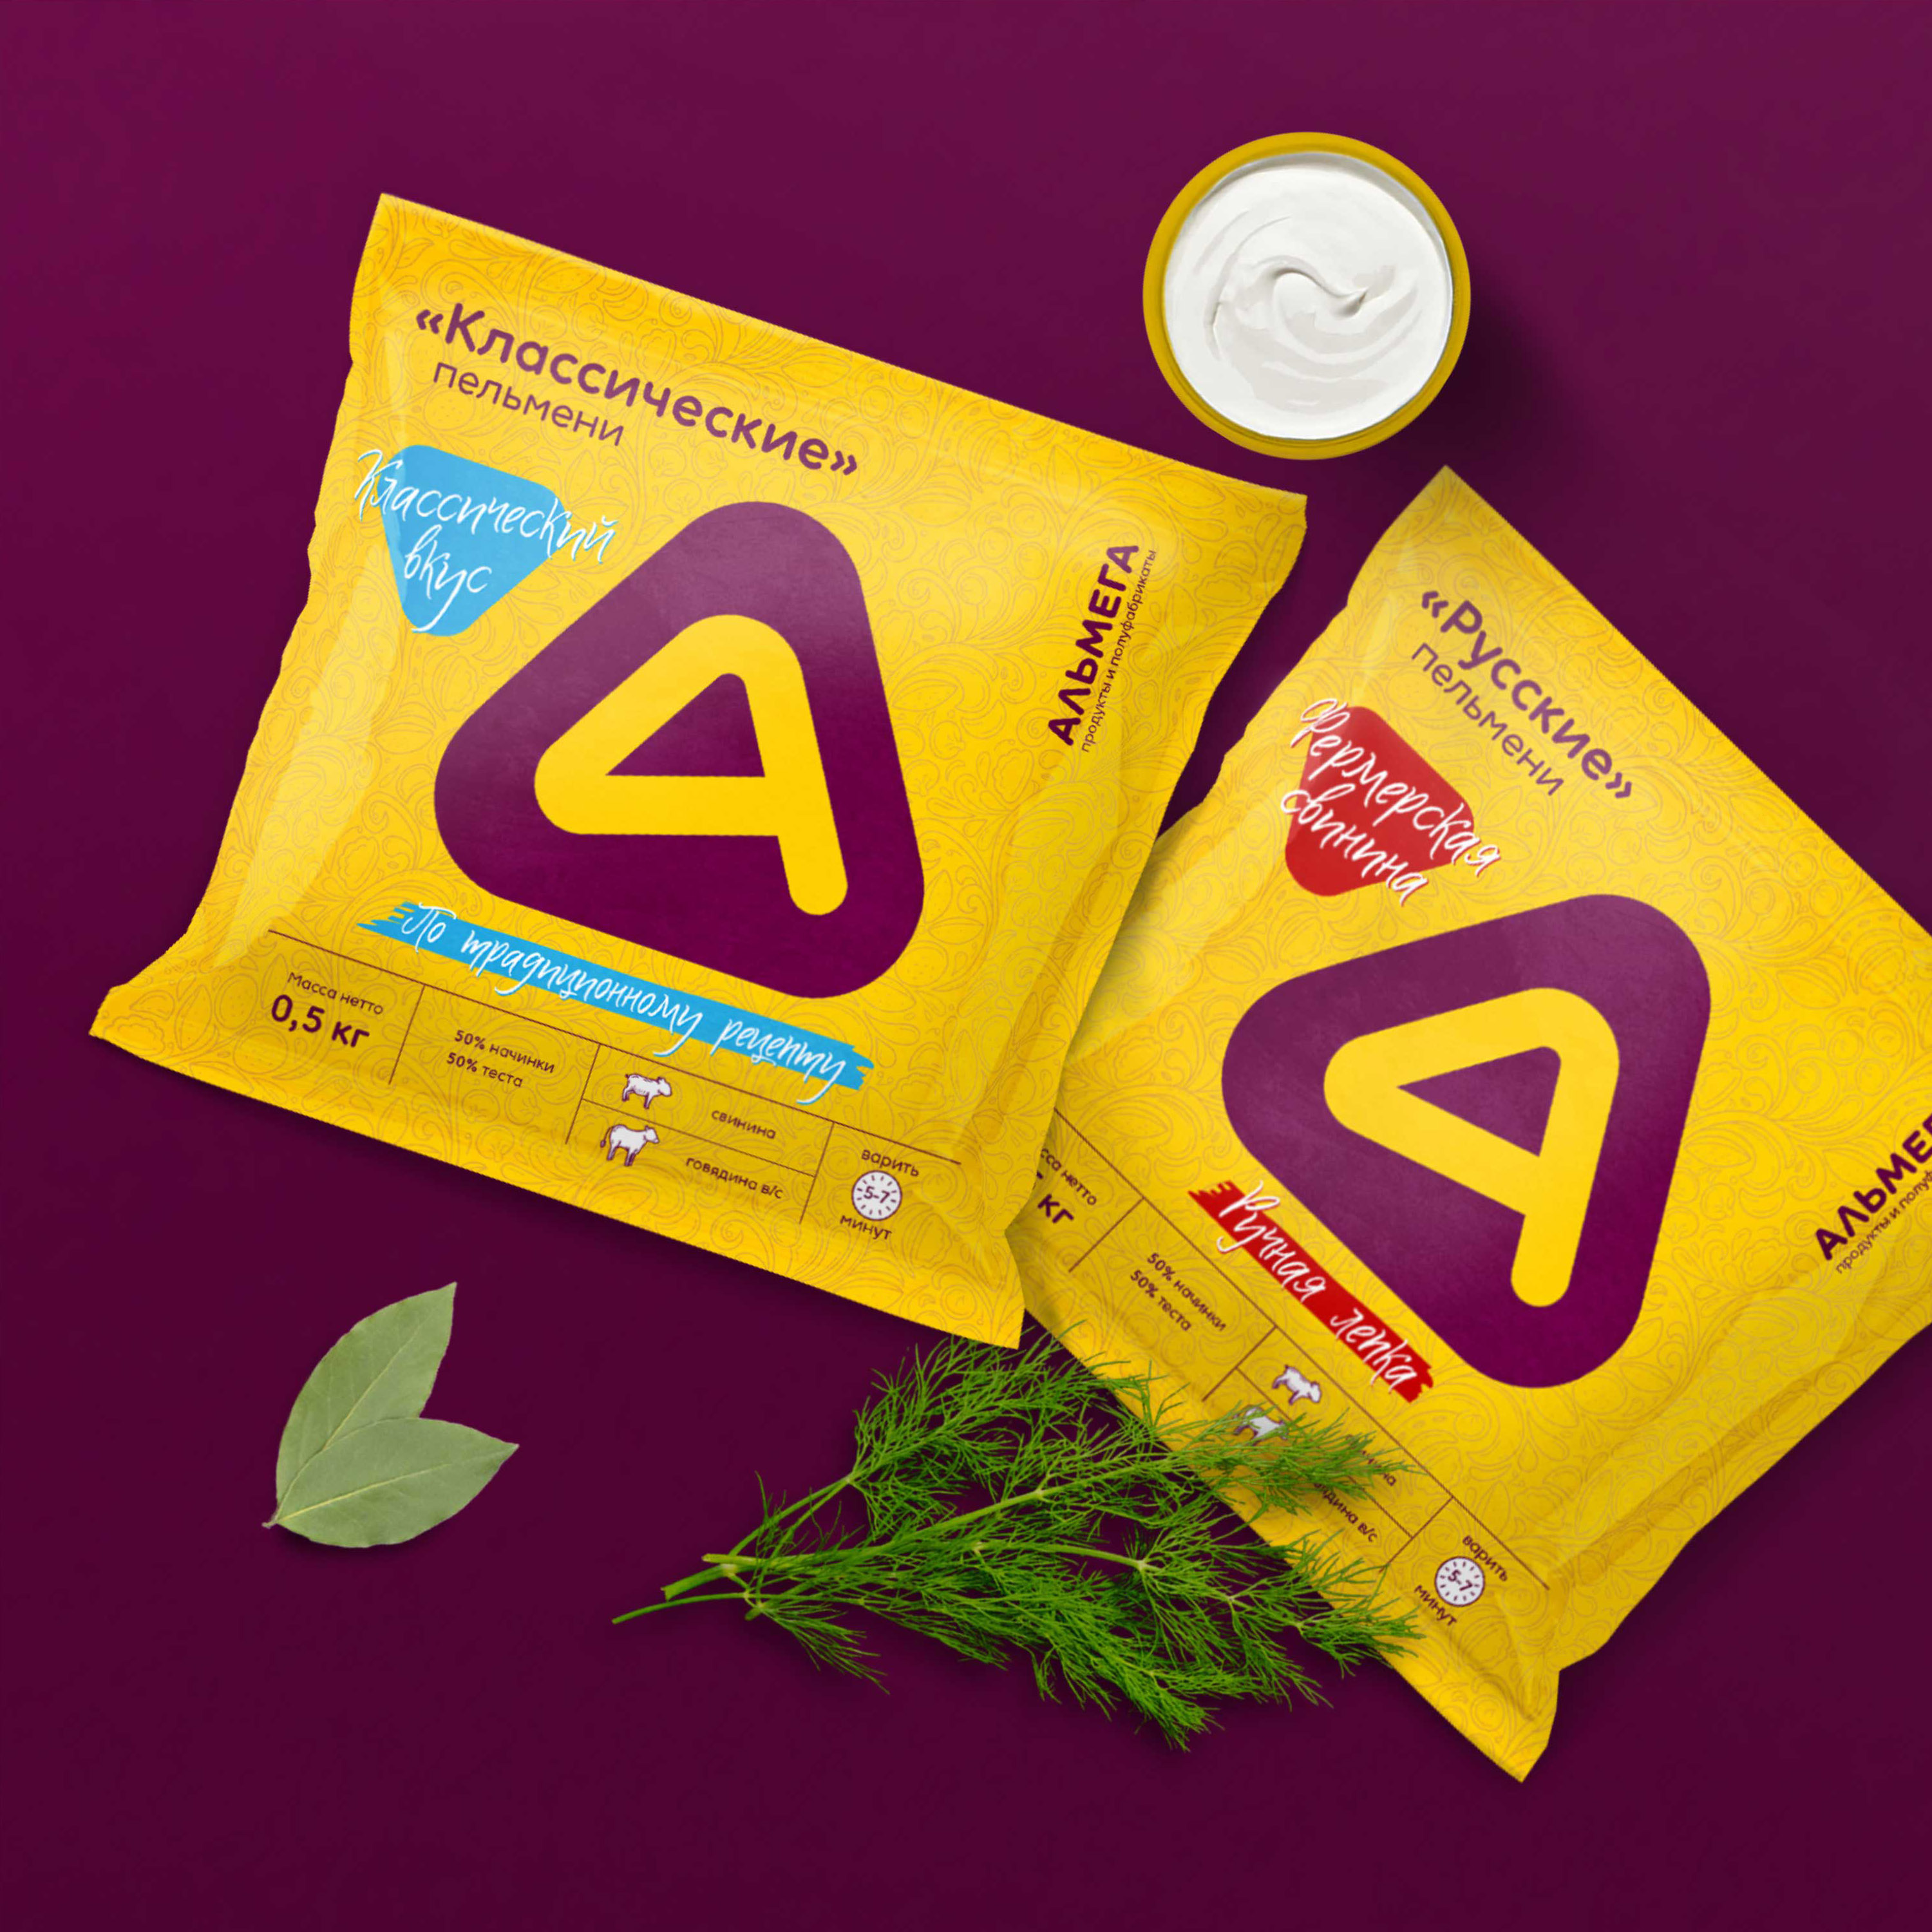 «Классические»
пельмени
Классический
вкус
АЛЬМЕГА
продукты и полуфабрикаты
По традиционному рецепту
Масса нетто
0,5 кг
50% начинки
50% теста
свинина
говядина в/с
варить
5-7
минут
«Русские»
пельмени
Фермерская
свинина
Ручная лепка
кг
50% начинки
50% теста
варить
5-7
минут